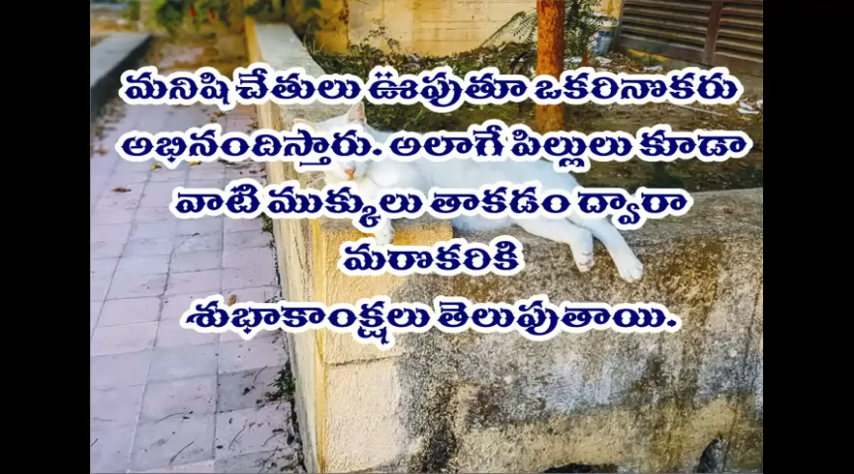 మనిషి చేతులు ఊపుతూ ఒకరినొకరు
అభినందిస్తారు. అలాగే పిల్లులు కూడా
వాటి ముక్కులు తాకడం ద్వారా
మరొకరికి
శుభాకాంక్షలు తెలుపుతాయి.